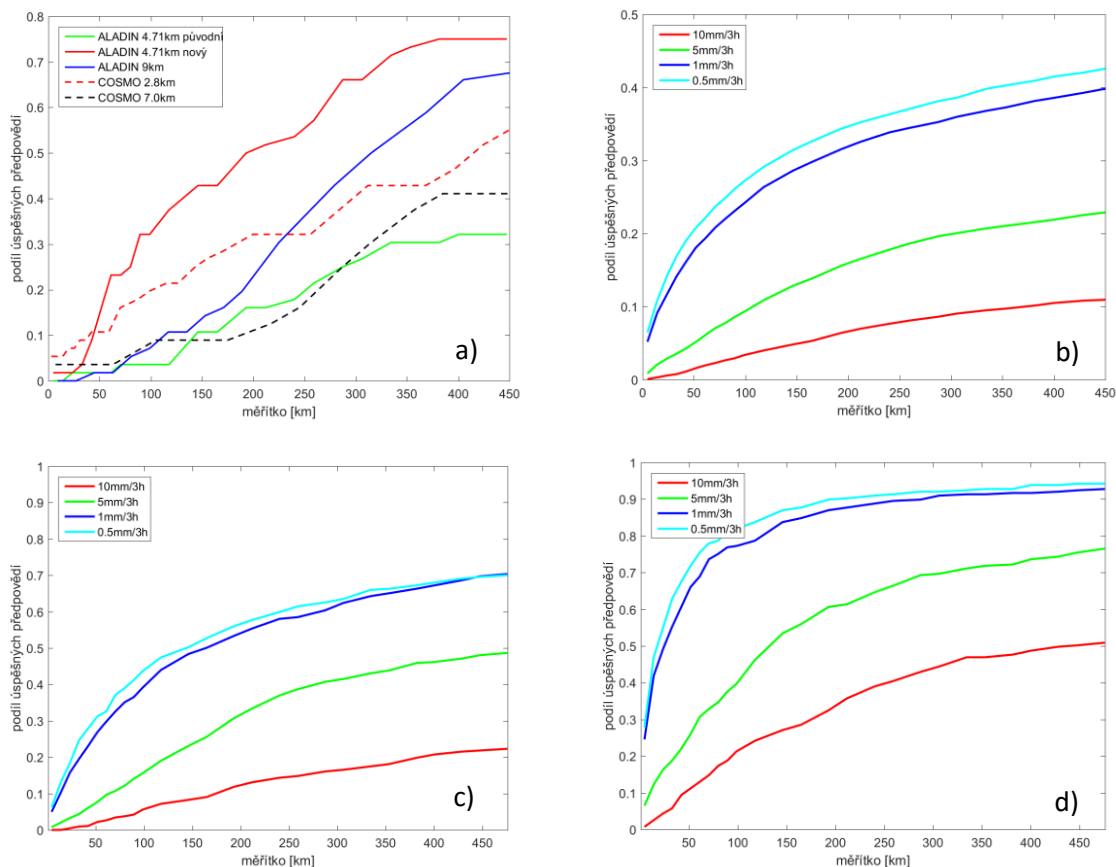 0.8
0.7
0.6
0.5
0.4
0.3
0.2
0.1
0
podíl úspěšných předpovědí
ALADIN 4.71km původní
ALADIN 4.71km nový
ALADIN 9km
COSMO 2.8km
COSMO 7.0km
a)
0 50 100 150 200 250 300 350 400 450
měřítko [km]
0.5
0.4
0.3
0.2
0.1
0
podíl úspěšných předpovědí
10mm/3h
5mm/3h
1mm/3h
0.5mm/3h
b)
0 50 100 150 200 250 300 350 400 450
měřítko [km]
1
0.9
0.8
0.7
0.6
0.5
0.4
0.3
0.2
0.1
0
podíl úspěšných předpovědí
10mm/3h
5mm/3h
1mm/3h
0.5mm/3h
c)
50 100 150 200 250 300 350 400 450
měřítko [km]
1
0.9
0.8
0.7
0.6
0.5
0.4
0.3
0.2
0.1
0
podíl úspěšných předpovědí
10mm/3h
5mm/3h
1mm/3h
0.5mm/3h
d)
50 100 150 200 250 300 350 400 450
měřítko [km]